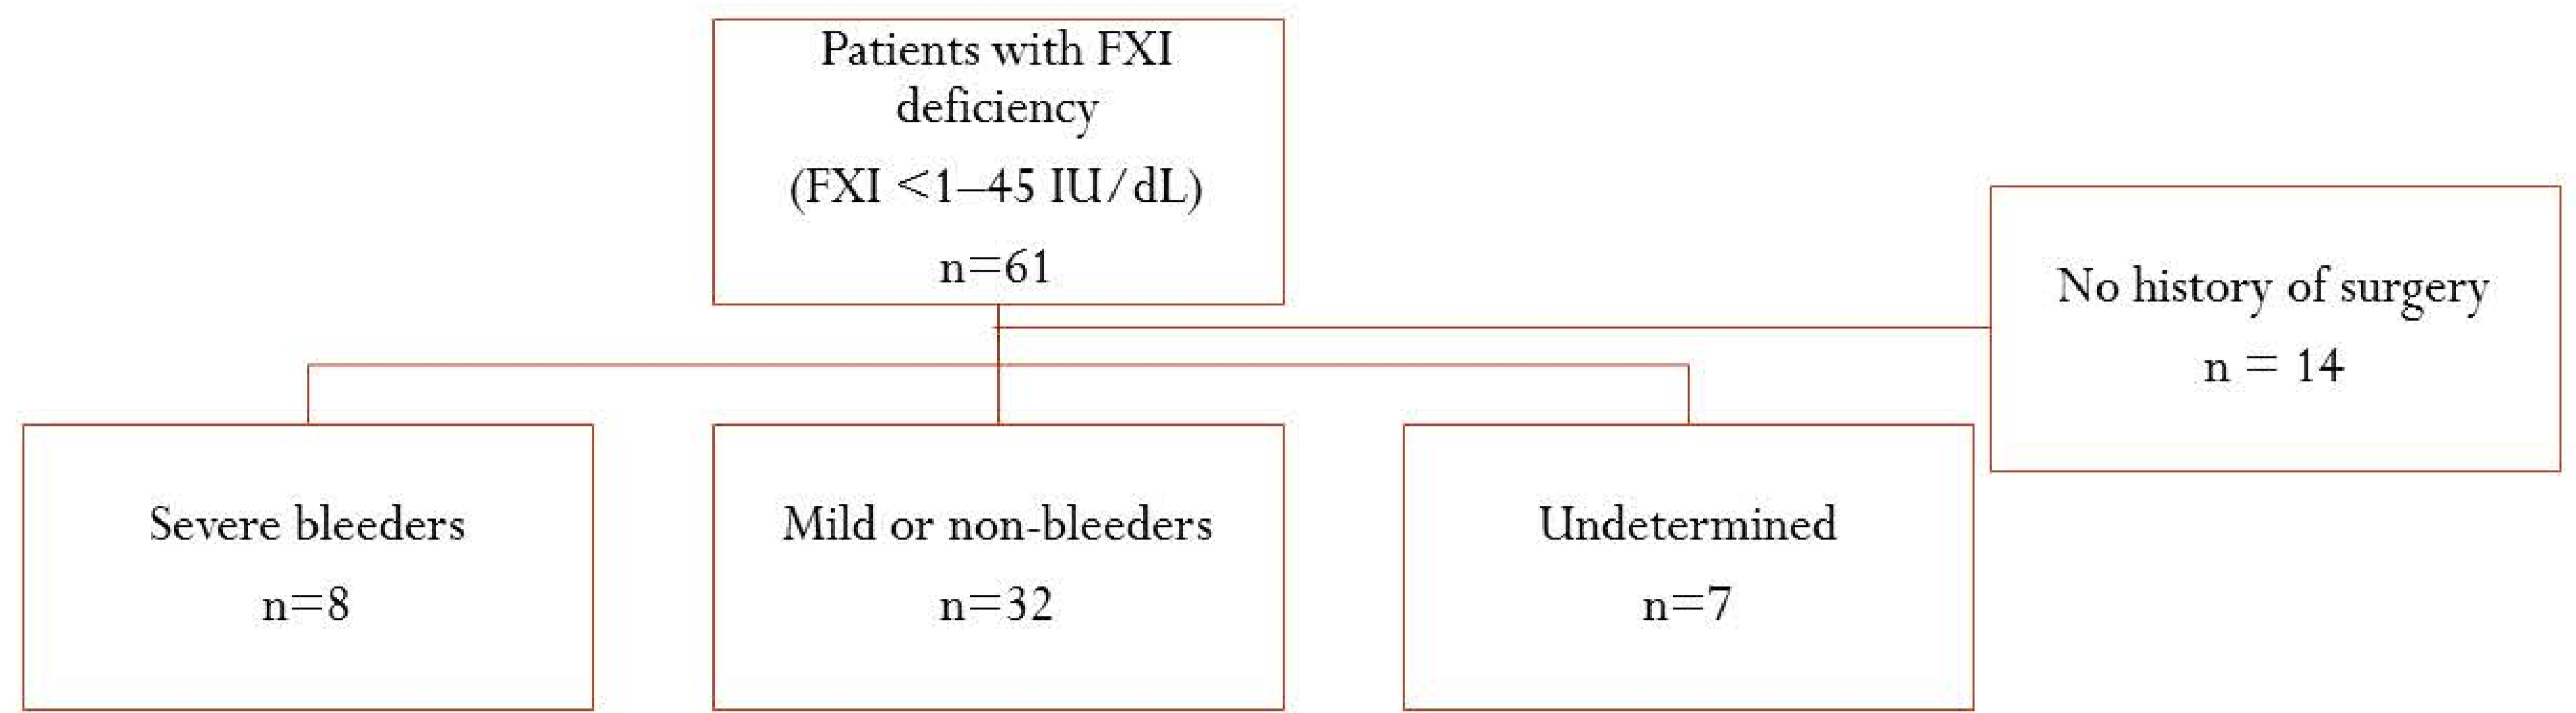 Patients with FXI
deficiency
(FXI <1–45 IU/dL)
n=61
No history of surgery
n = 14
Severe bleeders
n=8
Mild or non-bleeders
n=32
Undetermined
n=7